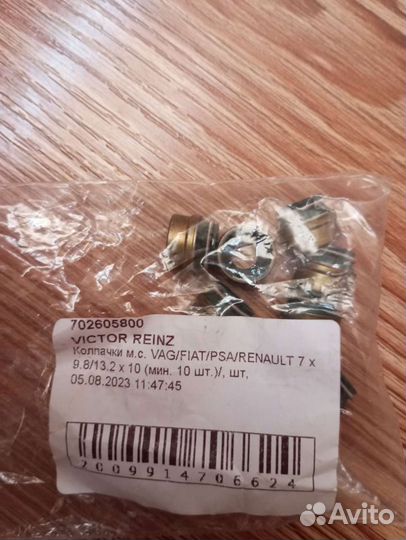 702605800
VICTOR REINZ
Колпачки м.с. VAG/FIAT/PSA/RENAULT 7 x
9.8/13.2 x 10 (мин. 10 шт.)/, шт,
05.08.2023 11:47:45
2009914706624
Avito